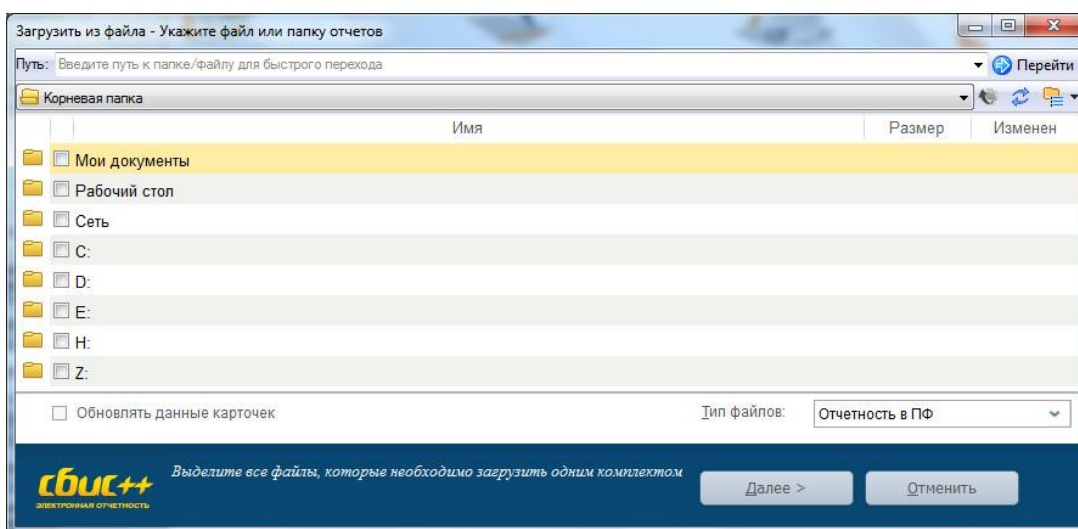 Загрузить из файла - Укажите файл или папку отчетов
Путь: Введите путь к папке/файлу для быстрого перехода Перейти
Корневая папка
Имя Размер Изменен
Мои документы
Рабочий стол
Сеть
C:
D:
E:
H:
Z:
Обновлять данные карточек Тип файлов: Отчетность в ПФ
Выделите все файлы, которые необходимо загрузить одним комплектом
сбис++
ЭЛЕКТРОННАЯ ОТЧЕТНОСТЬ
Далее > Отменить